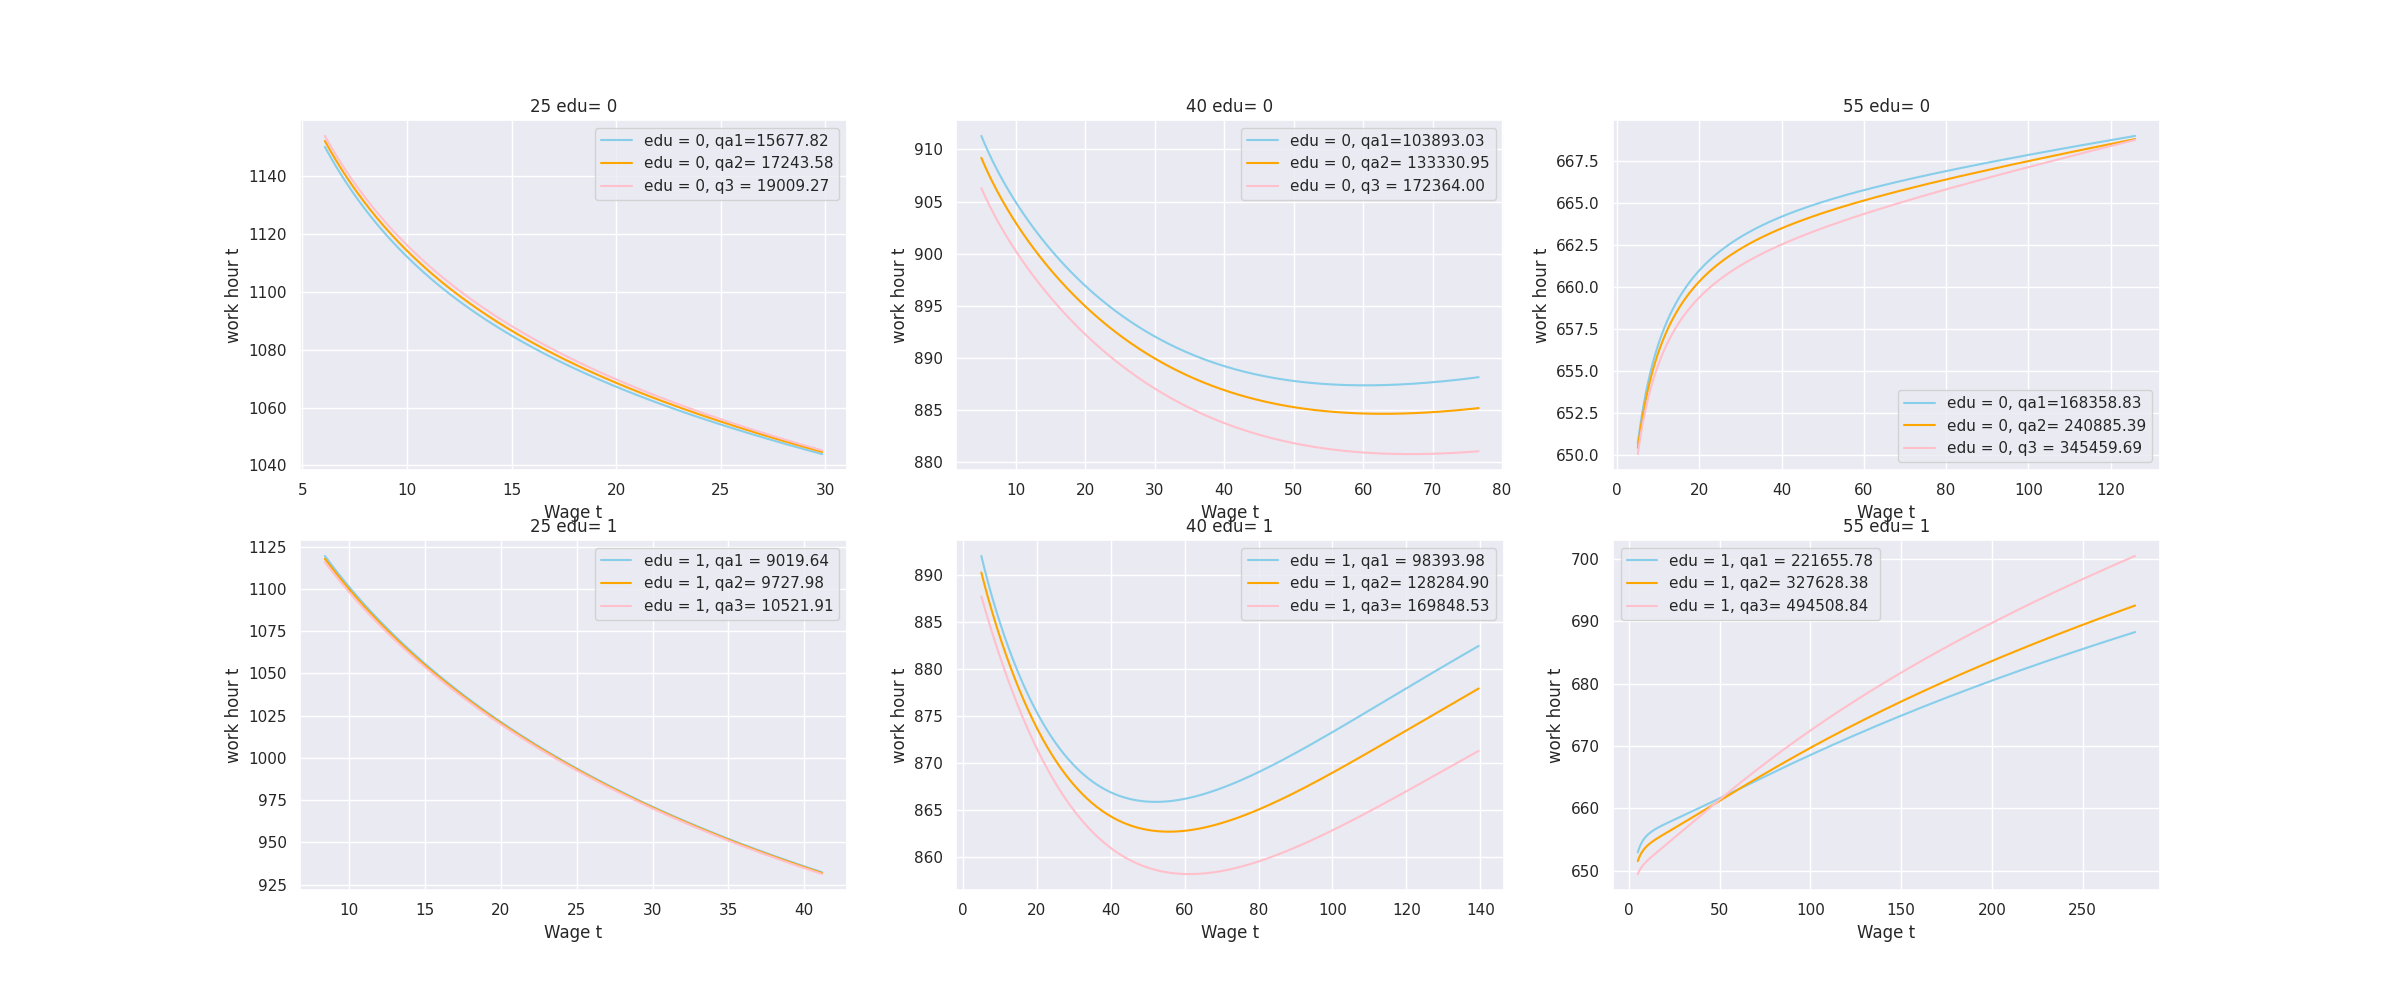 25 edu= 0
edu = 0, qa1=15677.82
edu = 0, qa2= 17243.58
edu = 0, q3 = 19009.27
work hour t
1140
1120
1100
1080
1060
1040
5 10 15 20 25 30
Wage t
40 edu= 0
edu = 0, qa1=103893.03
edu = 0, qa2= 133330.95
edu = 0, q3 = 172364.00
work hour t
910
905
900
895
890
885
880
10 20 30 40 50 60 70 80
Wage t
55 edu= 0
edu = 0, qa1=168358.83
edu = 0, qa2= 240885.39
edu = 0, q3 = 345459.69
work hour t
667.5
665.0
662.5
660.0
657.5
655.0
652.5
650.0
0 20 40 60 80 100 120
Wage t
25 edu= 1
edu = 1, qa1 = 9019.64
edu = 1, qa2= 9727.98
edu = 1, qa3= 10521.91
work hour t
1125
1100
1075
1050
1025
1000
975
950
925
10 15 20 25 30 35 40
Wage t
40 edu= 1
edu = 1, qa1 = 98393.98
edu = 1, qa2= 128284.90
edu = 1, qa3= 169848.53
work hour t
890
885
880
875
870
865
860
0 20 40 60 80 100 120 140
Wage t
55 edu= 1
edu = 1, qa1 = 221655.78
edu = 1, qa2= 327628.38
edu = 1, qa3= 494508.84
work hour t
700
690
680
670
660
650
0 50 100 150 200 250
Wage t